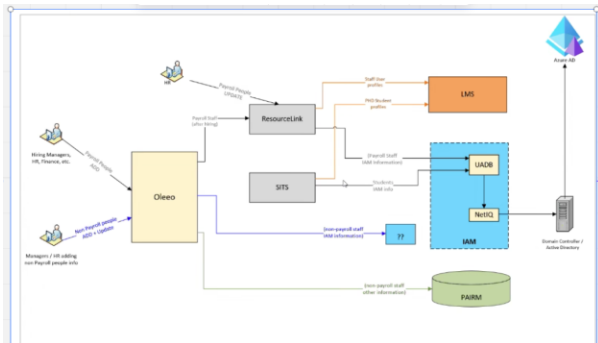 Azure AD
HR
Payroll People
UPDATE
Staff User
profiles
LMS
PHD Student
profiles
Payroll Staff
(after hiring)
ResourceLink
Hiring Managers,
HR, Finance, etc.
Payroll People
ADD
(Payroll Staff
IAM Information)
UADB
Oleeo
SITS
Students
IAM Info
NetIQ
Non Payroll people
ADD + Update
(non-payroll staff
IAM information)
??
IAM
Domain Controller /
Active Directory
Managers / HR adding
non Payroll people info
(non payroll staff
other information)
PAIRM